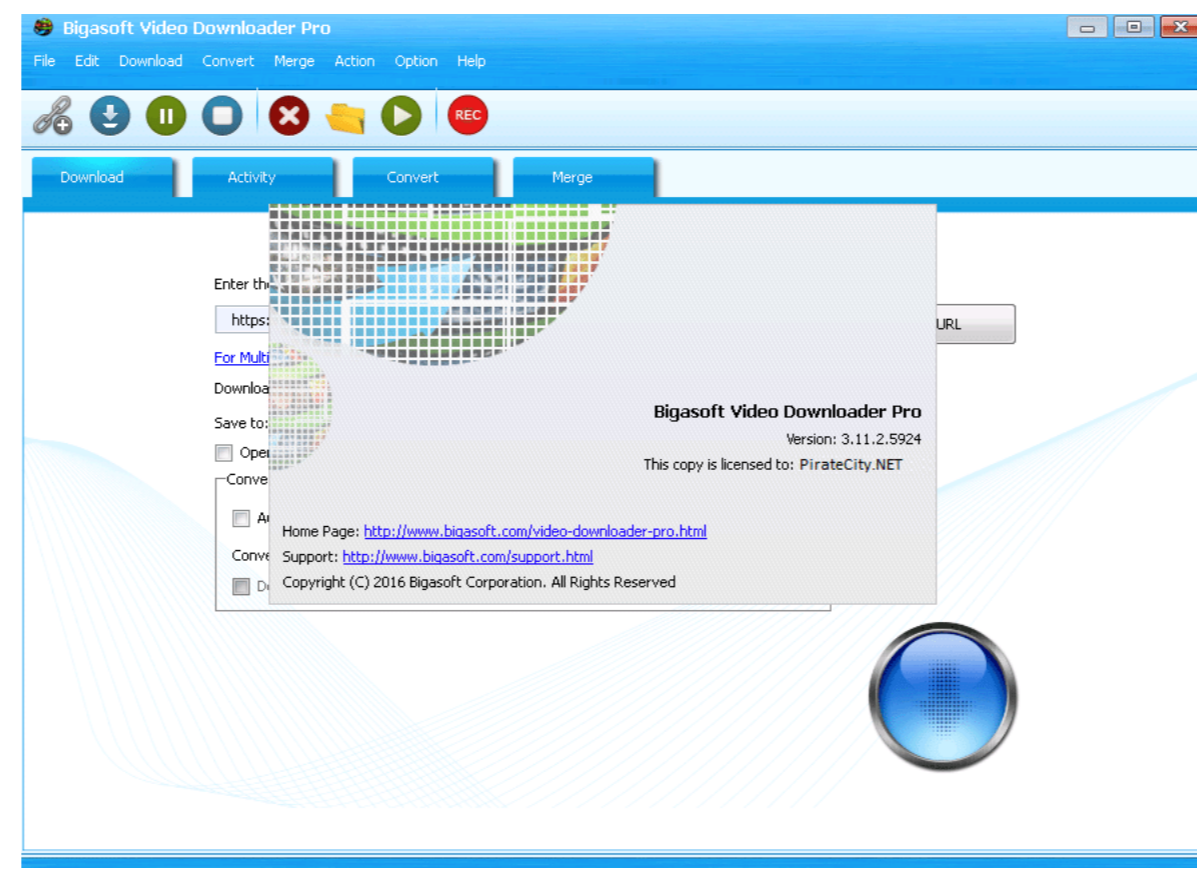 Bigasoft Video Downloader Pro
File Edit Download Convert Merge Action Option Help
REC
Download Activity Convert Merge
Enter the
https:
URL
For Multi
Downloa
Save to:
Open
Conve
Au
Conve
De
Bigasoft Video Downloader Pro
Version: 3.11.2.5924
This copy is licensed to: PirateCity.NET
Home Page: http://www.bigasoft.com/video-downloader-pro.html
Support: http://www.bigasoft.com/support.html
Copyright (C) 2016 Bigasoft Corporation. All Rights Reserved